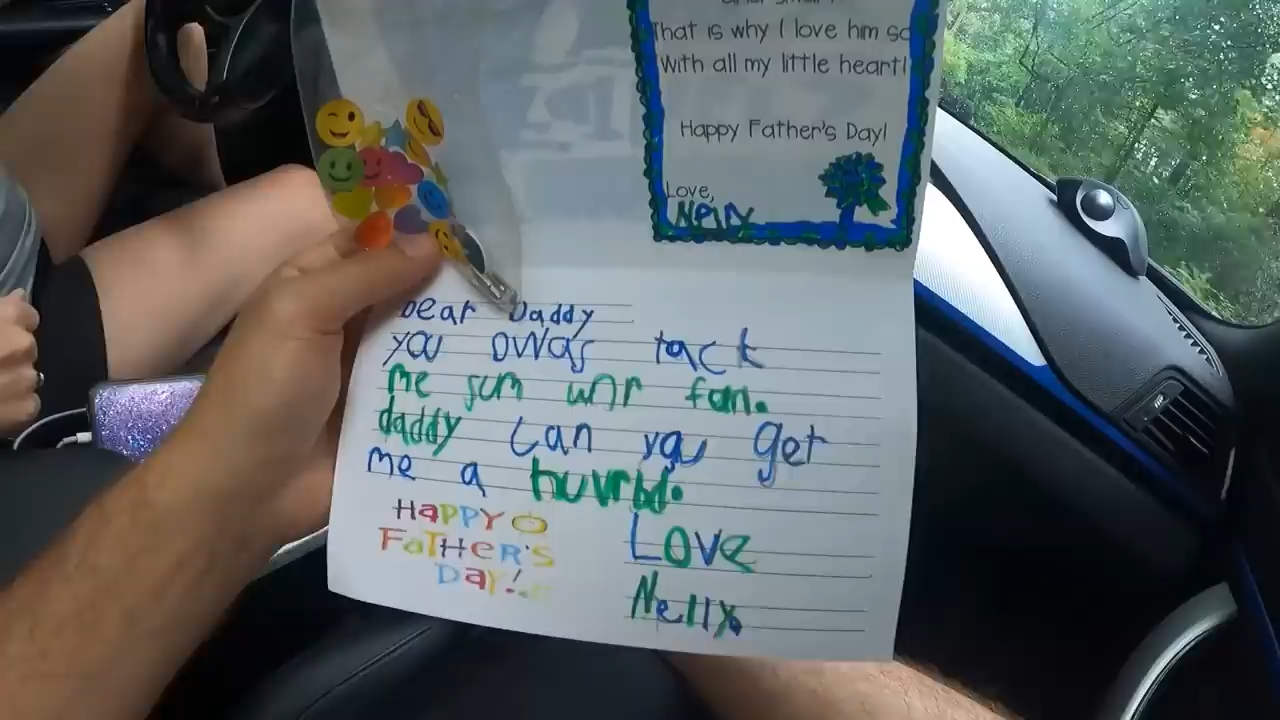 That is why I love him so
With all my little heart!
Happy Father's Day!
Love,
Nelly
Dear Daddy
you owas tack
me sum wnr fan.
daddy can you get
me a
HAPPY
FATHER'S
DAY!
Love
Nelly